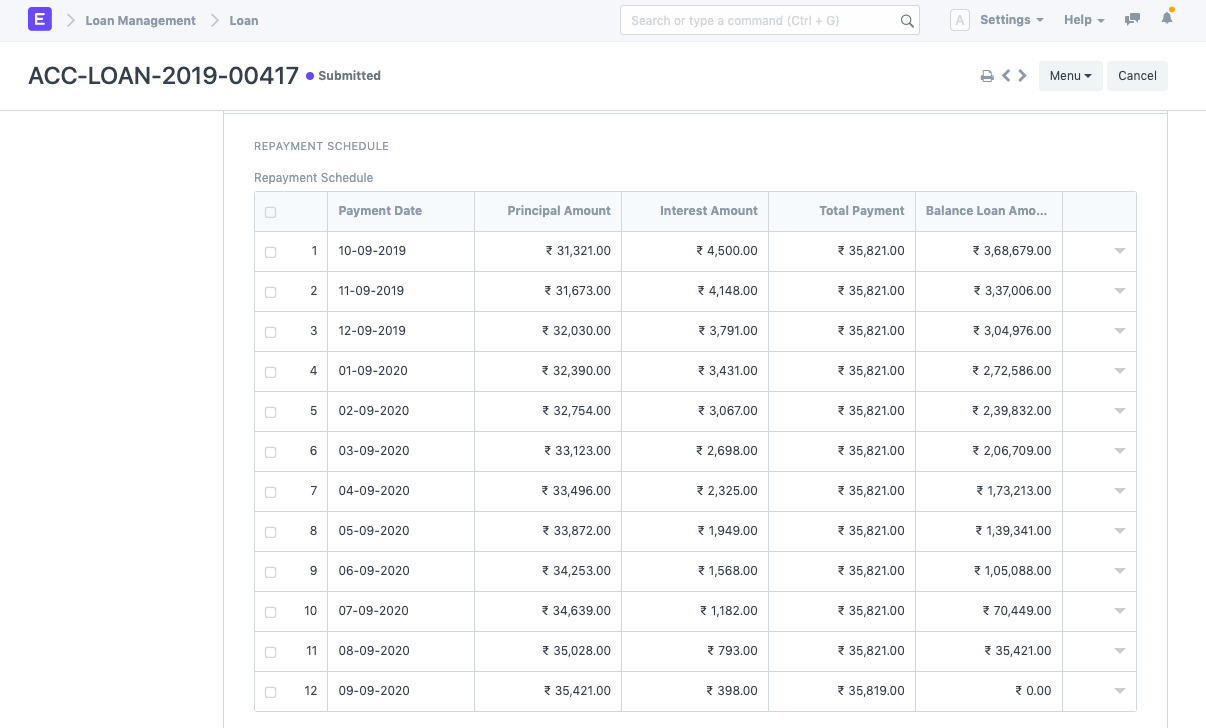 E Loan Management Loan Search or type a command (Ctrl + G) A Settings Help
ACC-LOAN-2019-00417 Submitted Menu Cancel
REPAYMENT SCHEDULE
Repayment Schedule
Payment Date Principal Amount Interest Amount Total Payment Balance Loan Amo...
1 10-09-2019 ₹ 31,321.00 ₹ 4,500.00 ₹ 35,821.00 ₹ 3,68,679.00
2 11-09-2019 ₹ 31,673.00 ₹ 4,148.00 ₹ 35,821.00 ₹ 3,37,006.00
3 12-09-2019 ₹ 32,030.00 ₹ 3,791.00 ₹ 35,821.00 ₹ 3,04,976.00
4 01-09-2020 ₹ 32,390.00 ₹ 3,431.00 ₹ 35,821.00 ₹ 2,72,586.00
5 02-09-2020 ₹ 32,754.00 ₹ 3,067.00 ₹ 35,821.00 ₹ 2,39,832.00
6 03-09-2020 ₹ 33,123.00 ₹ 2,698.00 ₹ 35,821.00 ₹ 2,06,709.00
7 04-09-2020 ₹ 33,496.00 ₹ 2,325.00 ₹ 35,821.00 ₹ 1,73,213.00
8 05-09-2020 ₹ 33,872.00 ₹ 1,949.00 ₹ 35,821.00 ₹ 1,39,341.00
9 06-09-2020 ₹ 34,253.00 ₹ 1,568.00 ₹ 35,821.00 ₹ 1,05,088.00
10 07-09-2020 ₹ 34,639.00 ₹ 1,182.00 ₹ 35,821.00 ₹ 70,449.00
11 08-09-2020 ₹ 35,028.00 ₹ 793.00 ₹ 35,821.00 ₹ 35,421.00
12 09-09-2020 ₹ 35,421.00 ₹ 398.00 ₹ 35,819.00 ₹ 0.00